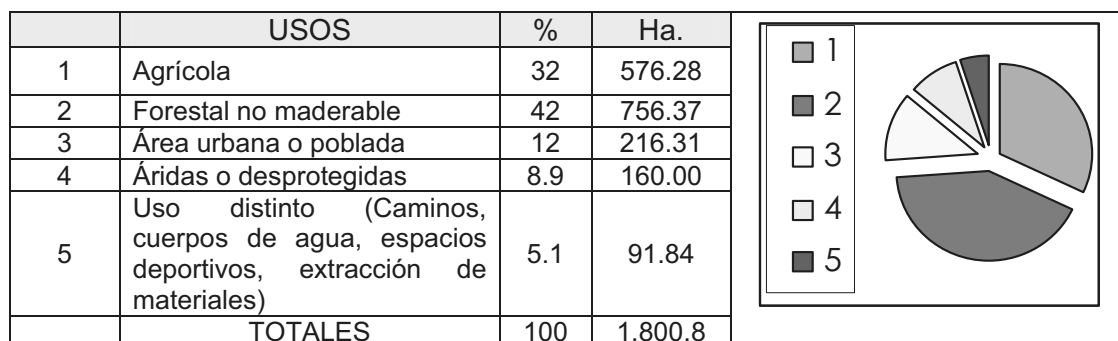 USOS % Ha.
1 Agrícola 32 576.28
2 Forestal no maderable 42 756.37
3 Área urbana o poblada 12 216.31
4 Áridas o desprotegidas 8.9 160.00
Uso distinto (Caminos,
cuerpos de agua, espacios
5 deportivos, extracción de 5.1 91.84
materiales)
TOTALES 100 1,800.8
1
2
3
4
5